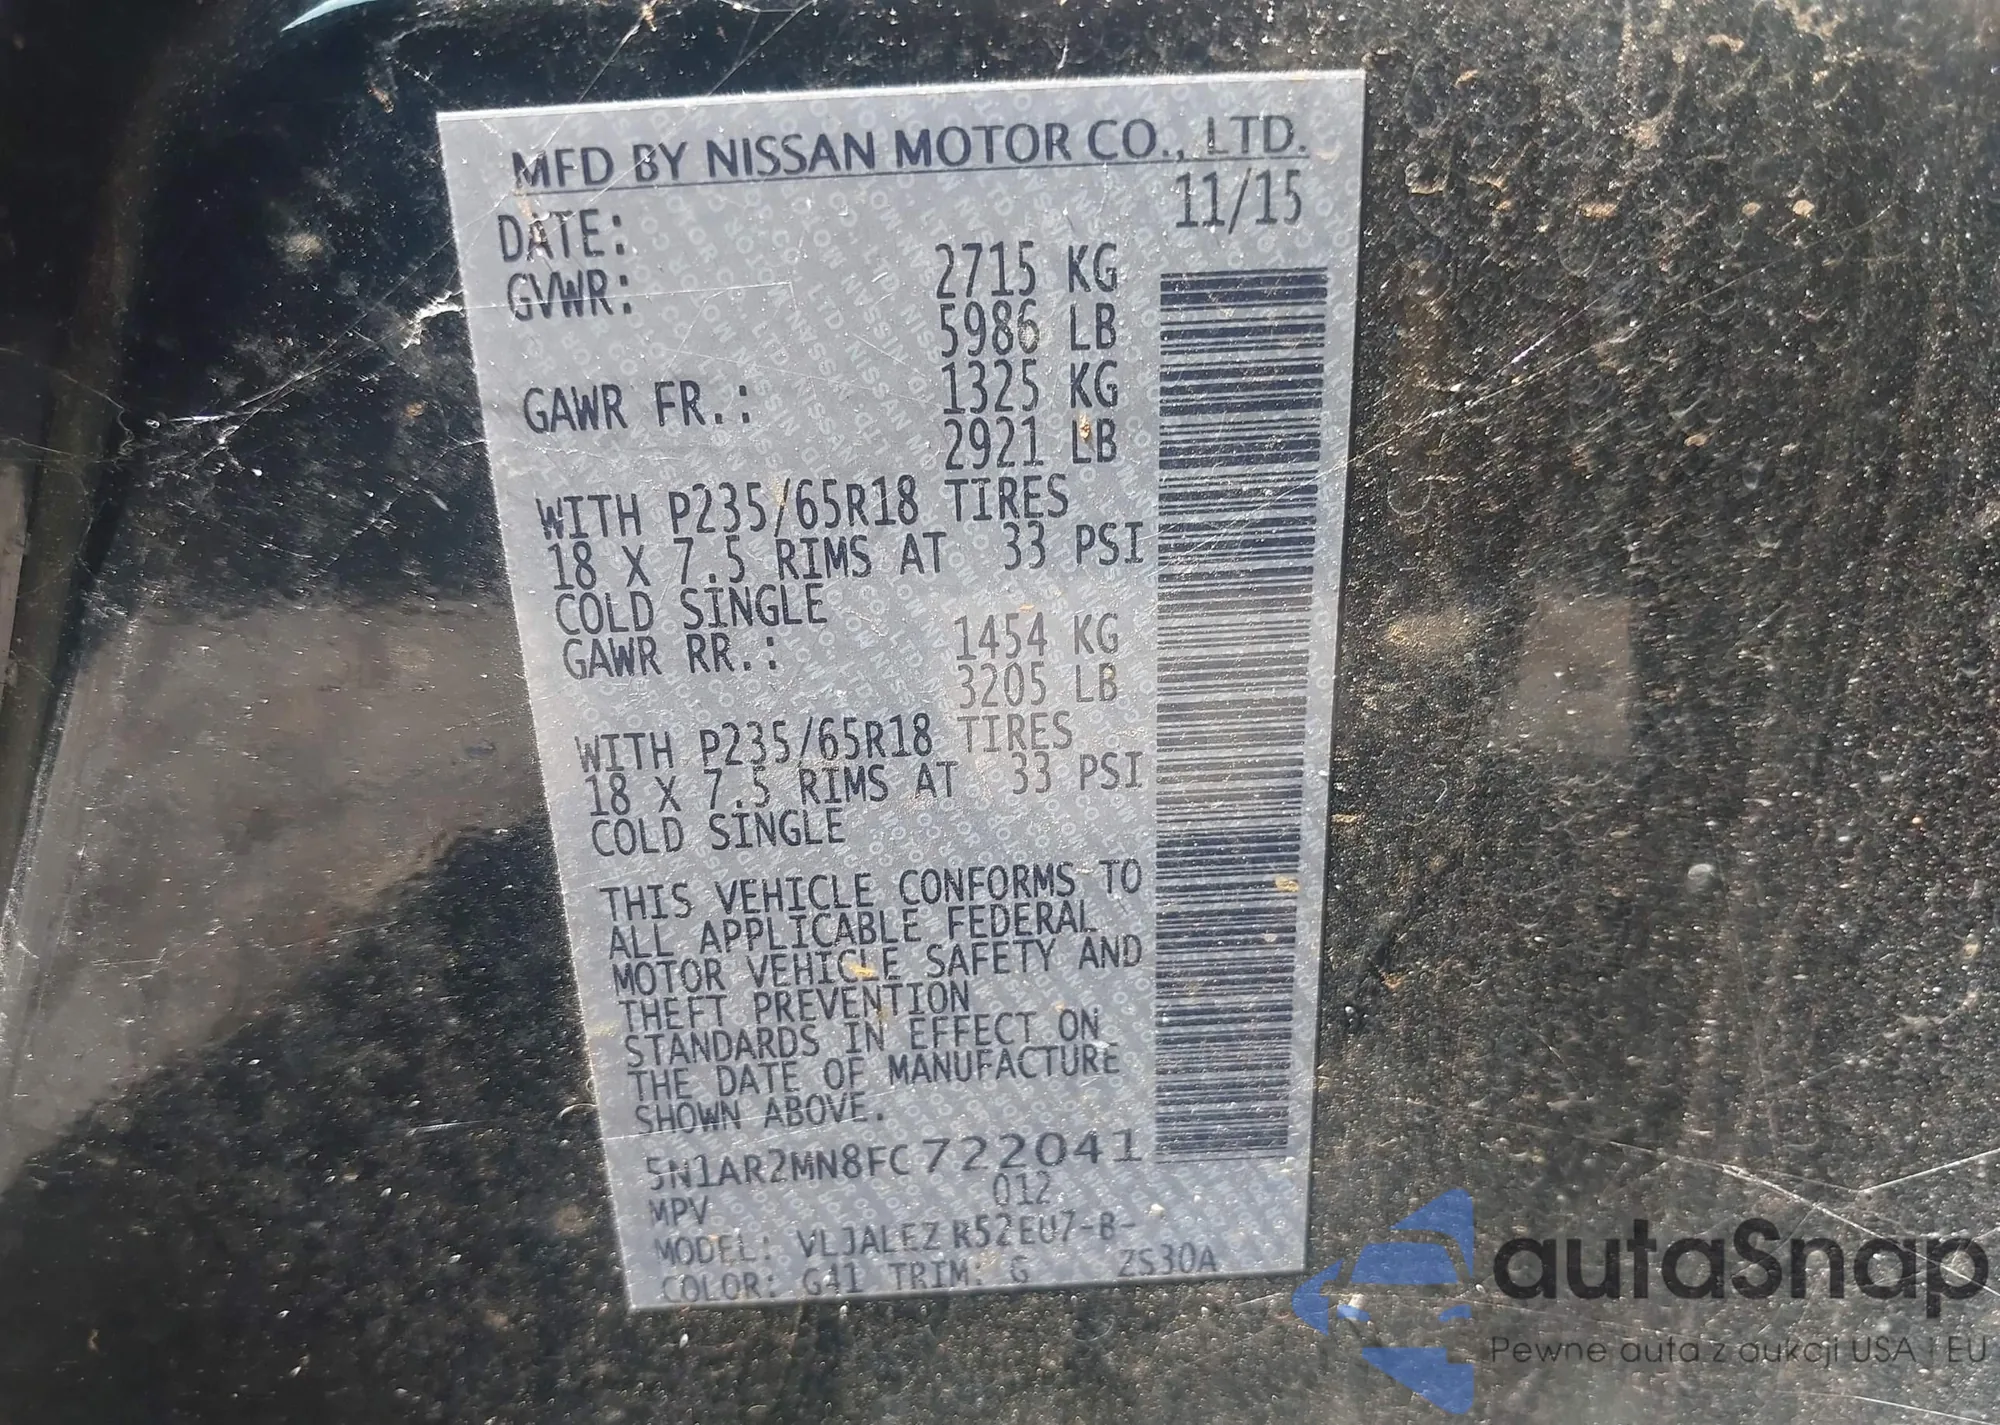 MFD BY NISSAN MOTOR CO., LTD.
DATE: 11/15
GVWR: 2715 KG
5986 LB
GAWR FR.: 1325 KG
2921 LB
WITH P235/65R18 TIRES
18 X 7.5 RIMS AT 33 PSI
COLD SINGLE
GAWR RR.: 1454 KG
3205 LB
WITH P235/65R18 TIRES
18 X 7.5 RIMS AT 33 PSI
COLD SINGLE
THIS VEHICLE CONFORMS TO
ALL APPLICABLE FEDERAL
MOTOR VEHICLE SAFETY AND
THEFT PREVENTION
STANDARDS IN EFFECT ON
THE DATE OF MANUFACTURE
SHOWN ABOVE.
5N1AR2MN8FC722041
MPV 012
MODEL: VLJALEZ R52EU7-B-
COLOR: G41 TRIM: G ZS30A
autaSnap
Pewne auta z aukcji USA i EU